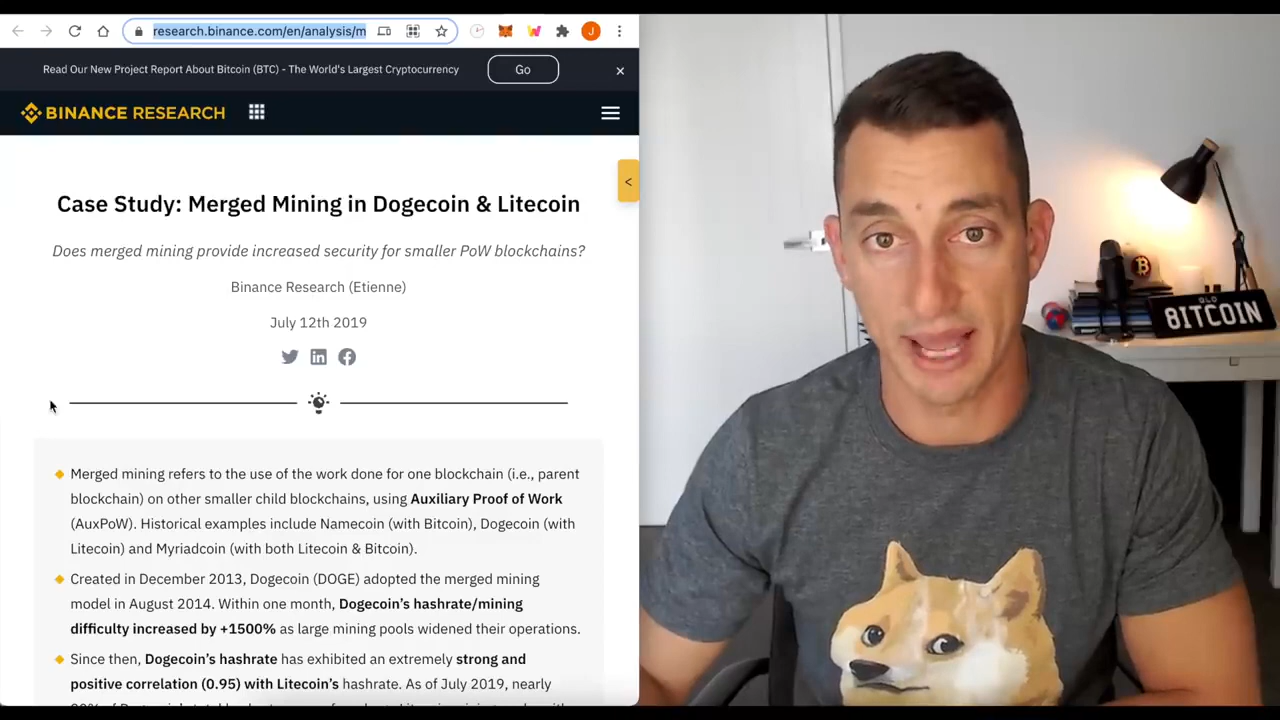 research.binance.com/en/analysis/m
J
Read Our New Project Report About Bitcoin (BTC) - The World's Largest Cryptocurrency
Go
BINANCE RESEARCH
Case Study: Merged Mining in Dogecoin & Litecoin
Does merged mining provide increased security for smaller PoW blockchains?
Binance Research (Etienne)
July 12th 2019
Merged mining refers to the use of the work done for one blockchain (i.e., parent
blockchain) on other smaller child blockchains, using Auxiliary Proof of Work
(AuxPoW). Historical examples include Namecoin (with Bitcoin), Dogecoin (with
Litecoin) and Myriadcoin (with both Litecoin & Bitcoin).
Created in December 2013, Dogecoin (DOGE) adopted the merged mining
model in August 2014. Within one month, Dogecoin’s hashrate/mining
difficulty increased by +1500% as large mining pools widened their operations.
Since then, Dogecoin’s hashrate has exhibited an extremely strong and
positive correlation (0.95) with Litecoin’s hashrate. As of July 2019, nearly
QLD
BITCOIN